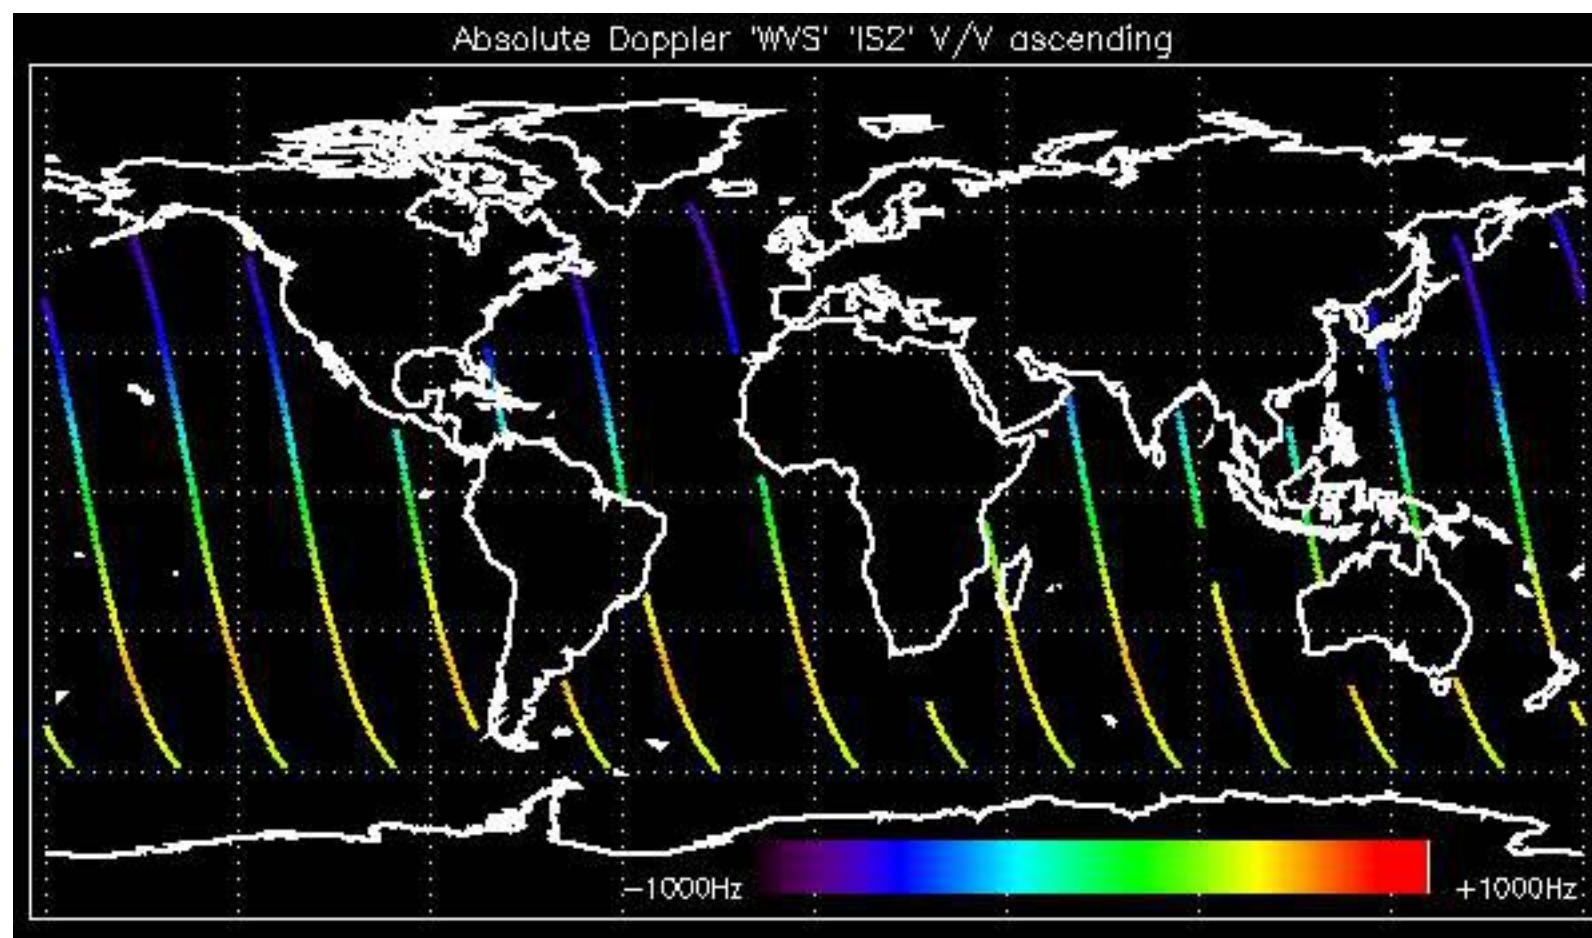 Absolute Doppler 'WVS' 'IS2' V/V ascending
-1000Hz +1000Hz